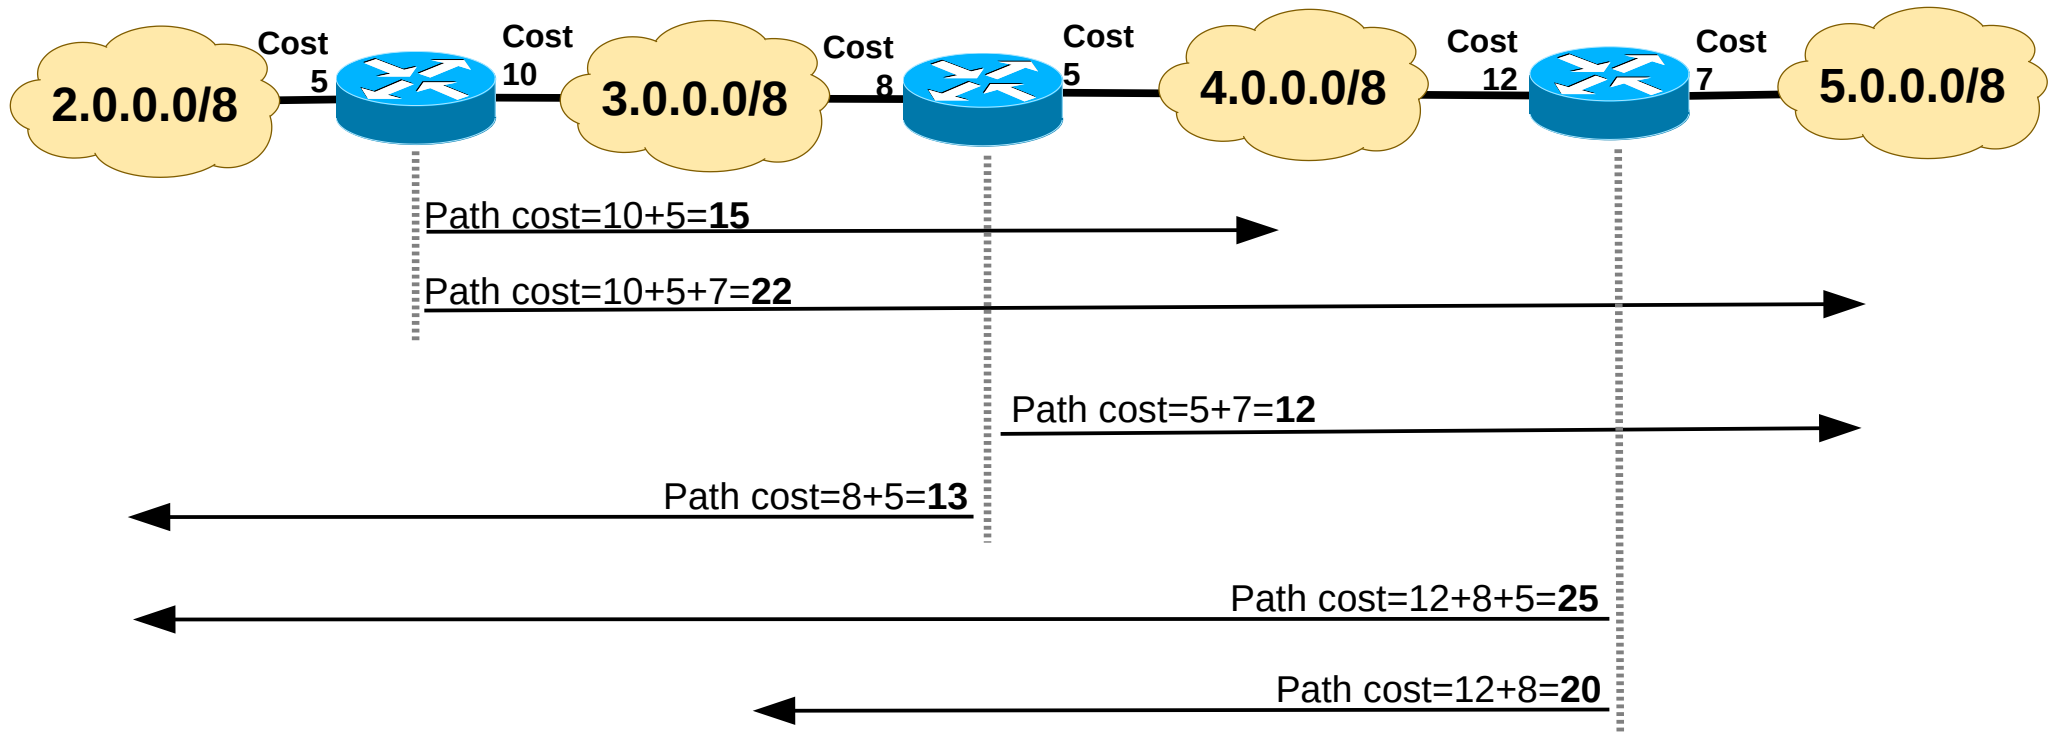 Cost
5
Cost
10
Cost
8
Cost
5
Cost
12
Cost
7
2.0.0.0/8
3.0.0.0/8
4.0.0.0/8
5.0.0.0/8
Path cost=10+5=15
Path cost=10+5+7=22
Path cost=5+7=12
Path cost=8+5=13
Path cost=12+8+5=25
Path cost=12+8=20